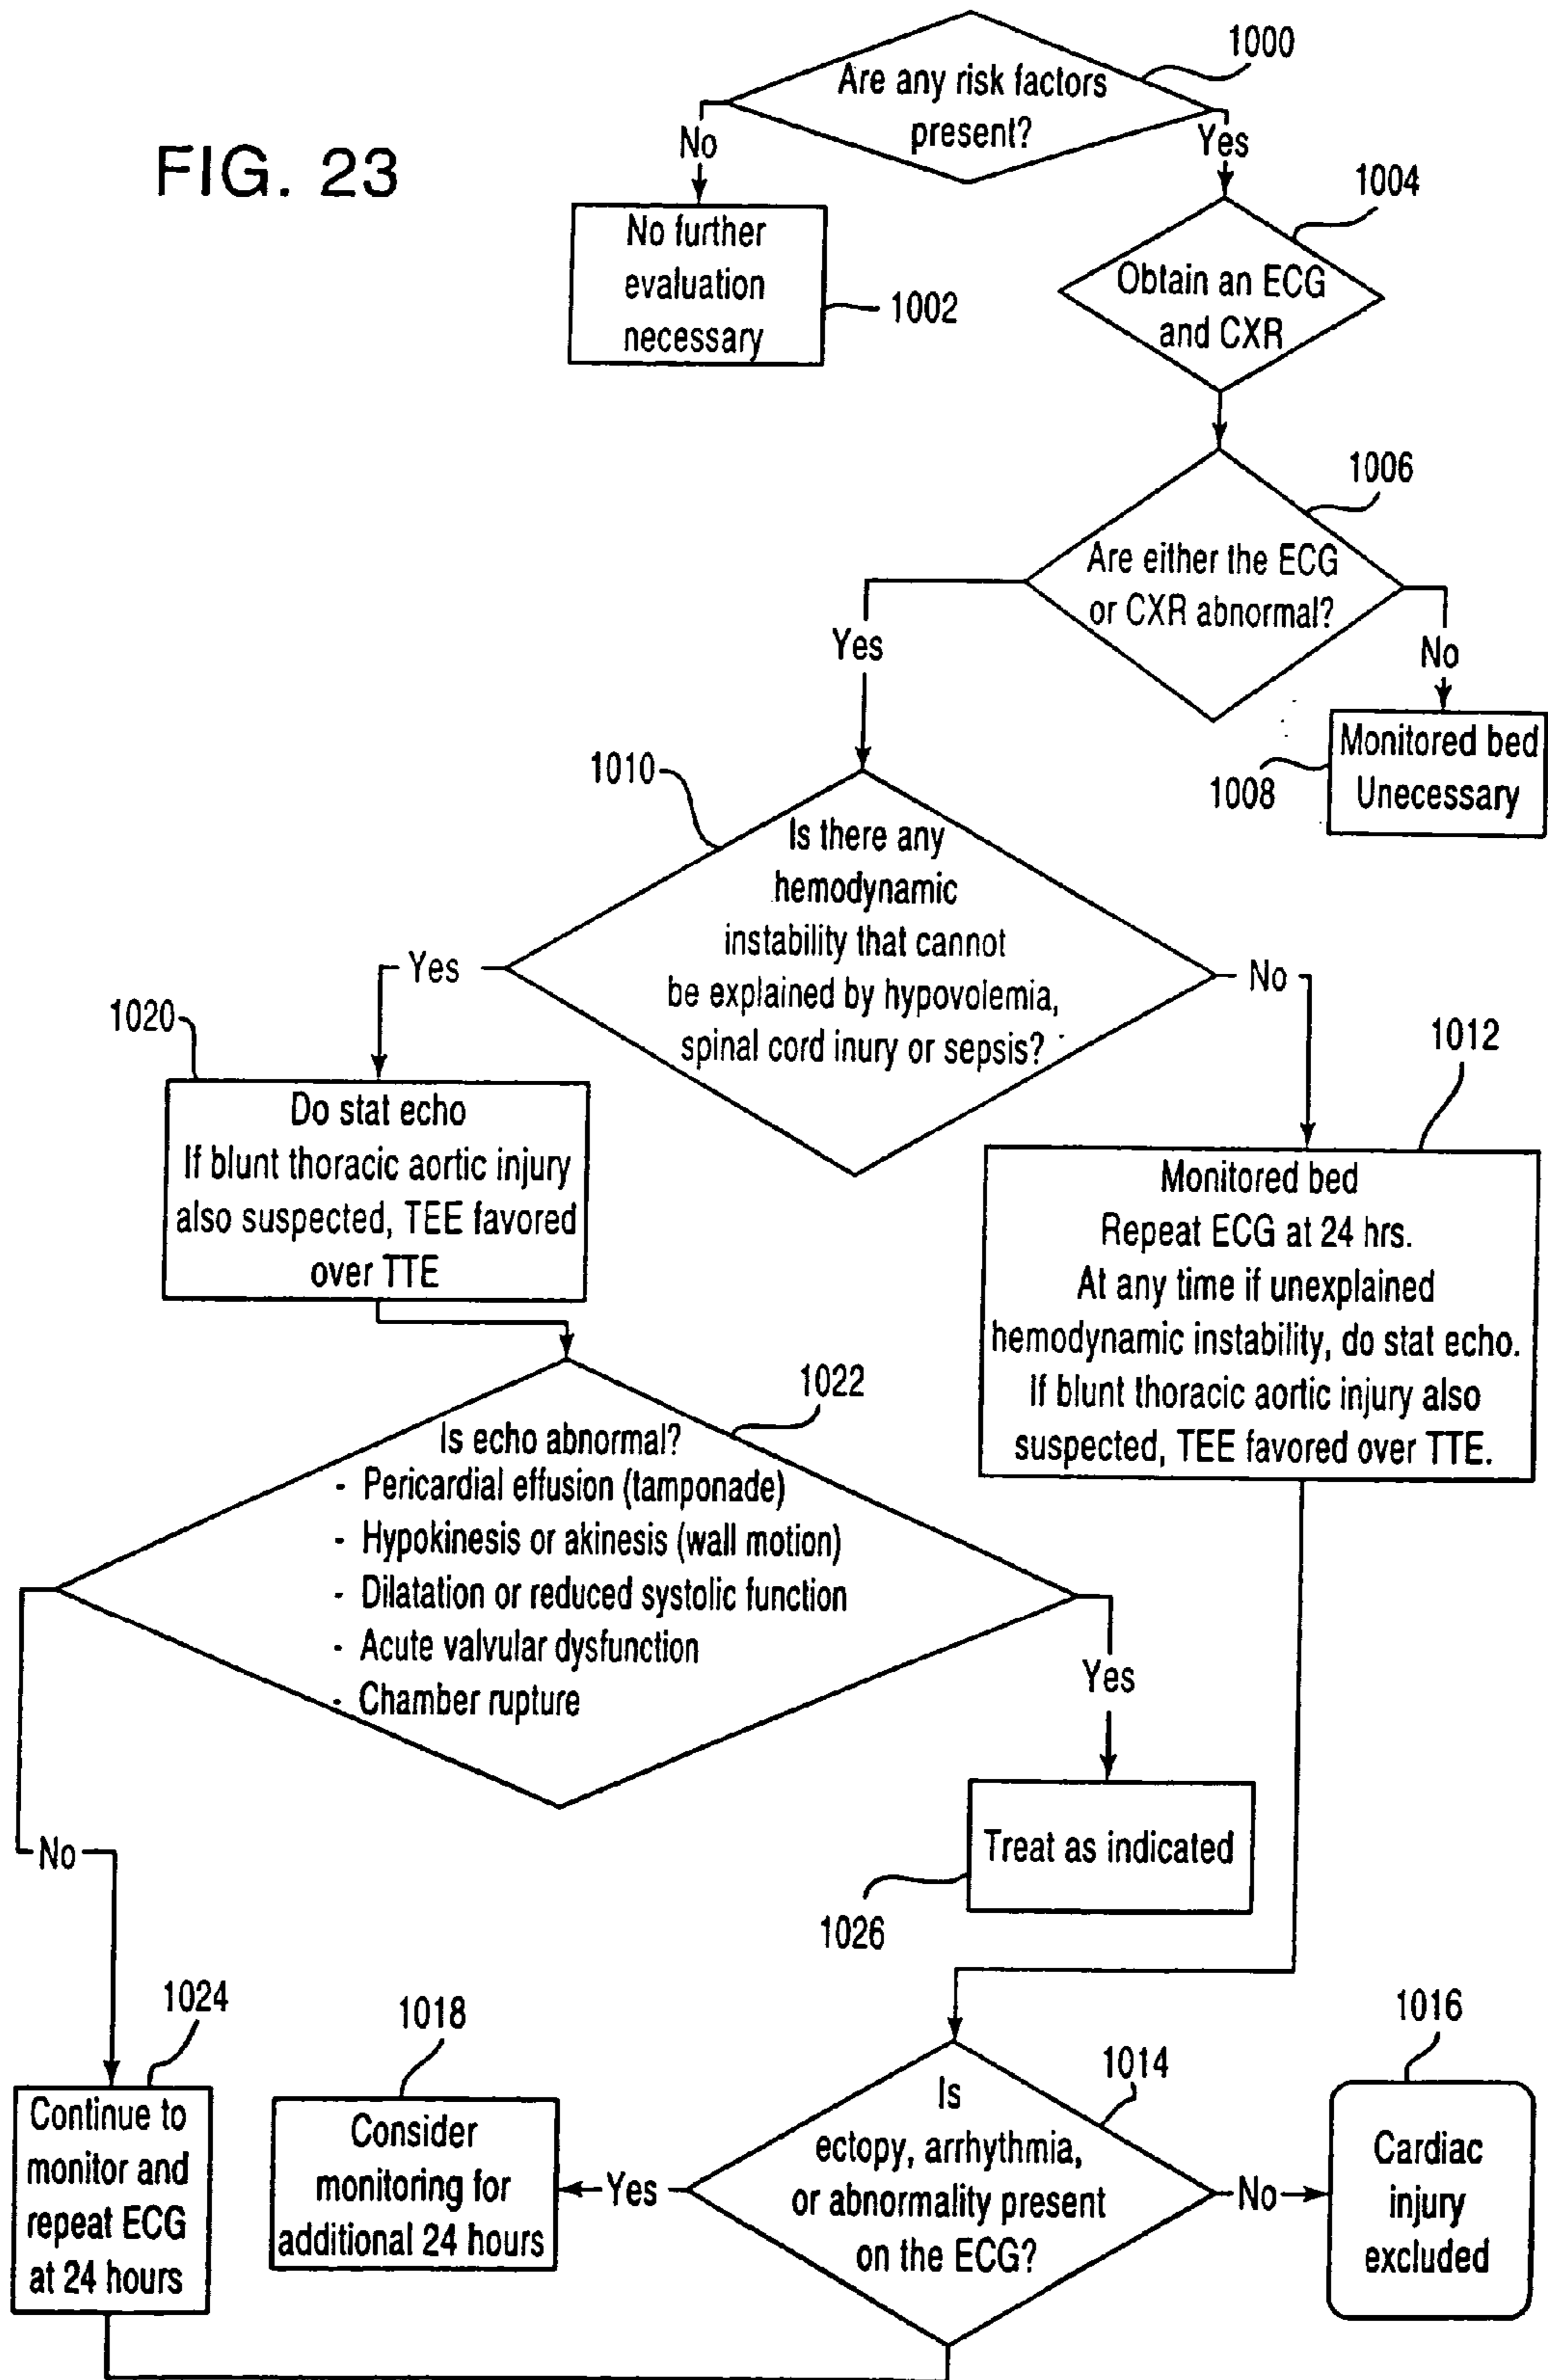 FIG. 23
1000
Are any risk factors
present?
No
Yes
No further
evaluation
necessary
1002
1004
Obtain an ECG
and CXR
1006
Are either the ECG
or CXR abnormal?
Yes
No
Monitored bed
Unecessary
1008
1010
Is there any
hemodynamic
instability that cannot
be explained by hypovolemia,
spinal cord inury or sepsis?
Yes
No
1020
Do stat echo
If blunt thoracic aortic injury
also suspected, TEE favored
over TTE
1012
Monitored bed
Repeat ECG at 24 hrs.
At any time if unexplained
hemodynamic instability, do stat echo.
If blunt thoracic aortic injury also
suspected, TEE favored over TTE.
1022
Is echo abnormal?
- Pericardial effusion (tamponade)
- Hypokinesis or akinesis (wall motion)
- Dilatation or reduced systolic function
- Acute valvular dysfunction
- Chamber rupture
Yes
No
Treat as indicated
1026
1024
Continue to
monitor and
repeat ECG
at 24 hours
1018
Consider
monitoring for
additional 24 hours
Yes
1014
Is
ectopy, arrhythmia,
or abnormality present
on the ECG?
No
1016
Cardiac
injury
excluded